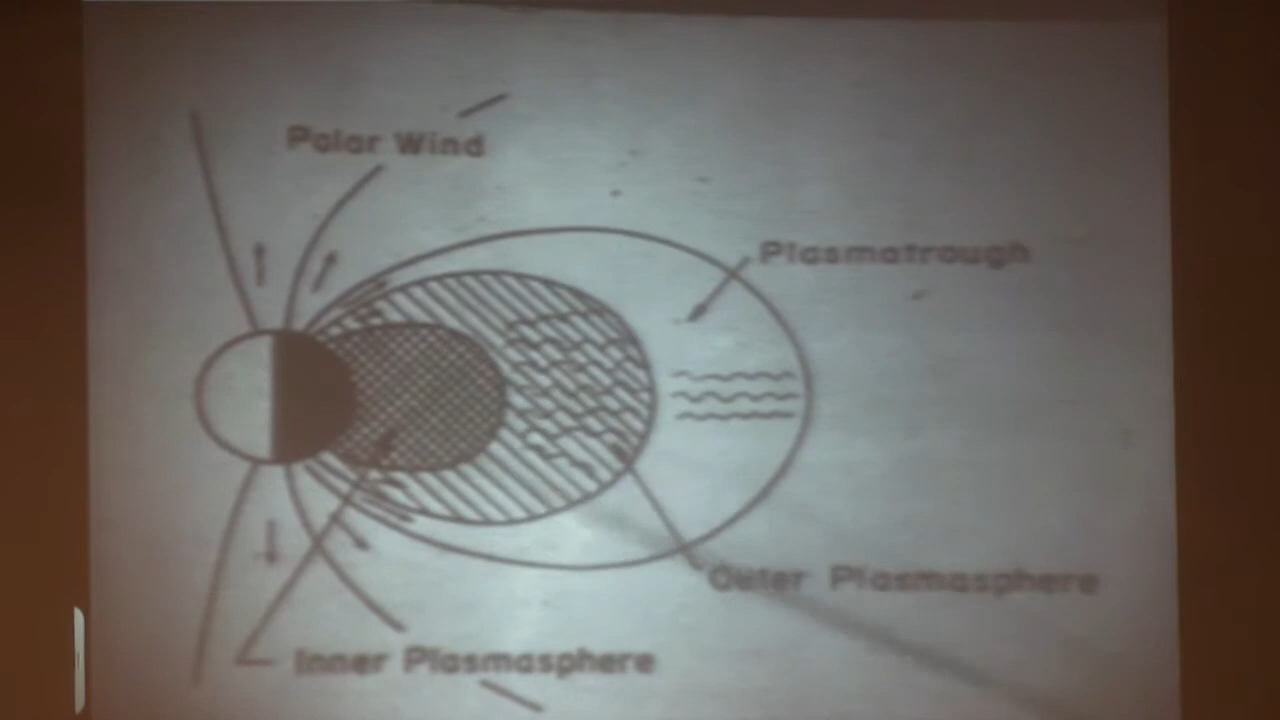 Polar Wind
Plasmatrough
Outer Plasmasphere
Inner Plasmasphere